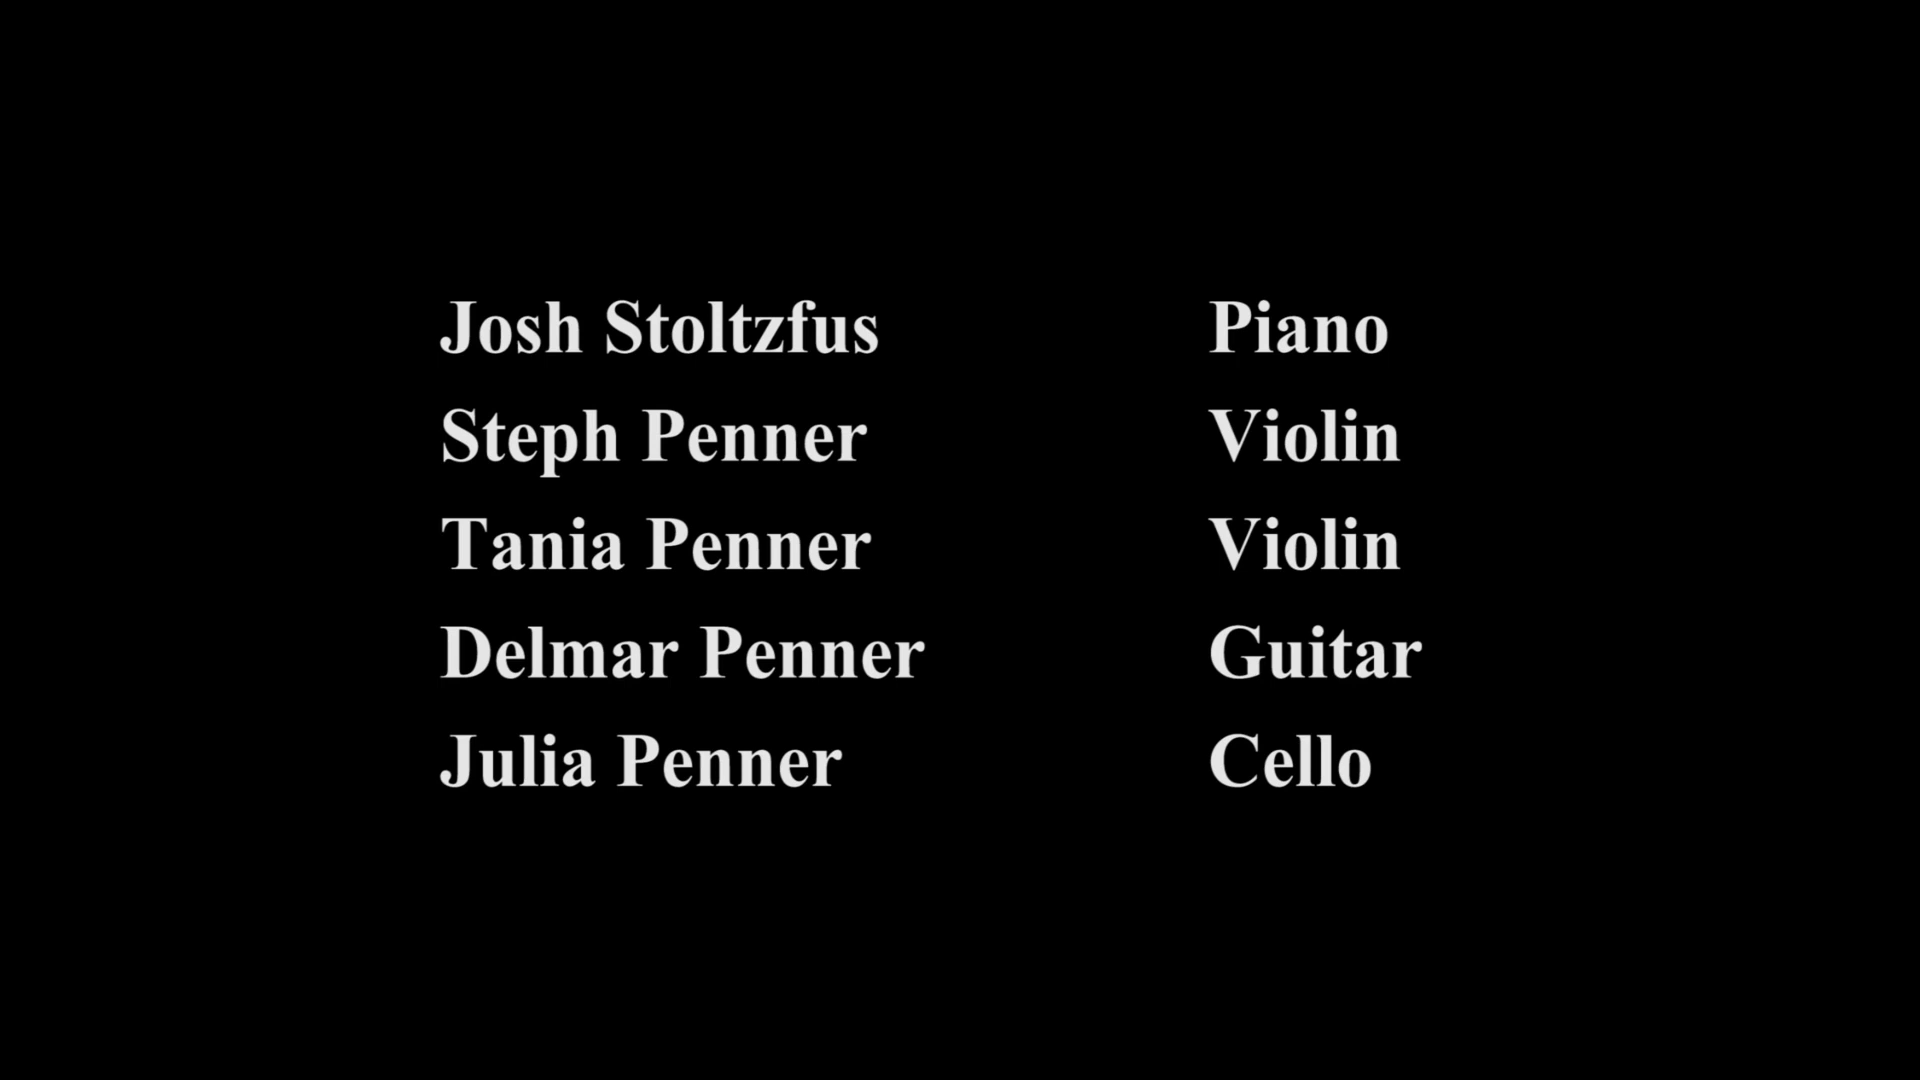 Josh Stoltzfus Piano
Steph Penner Violin
Tania Penner Violin
Delmar Penner Guitar
Julia Penner Cello